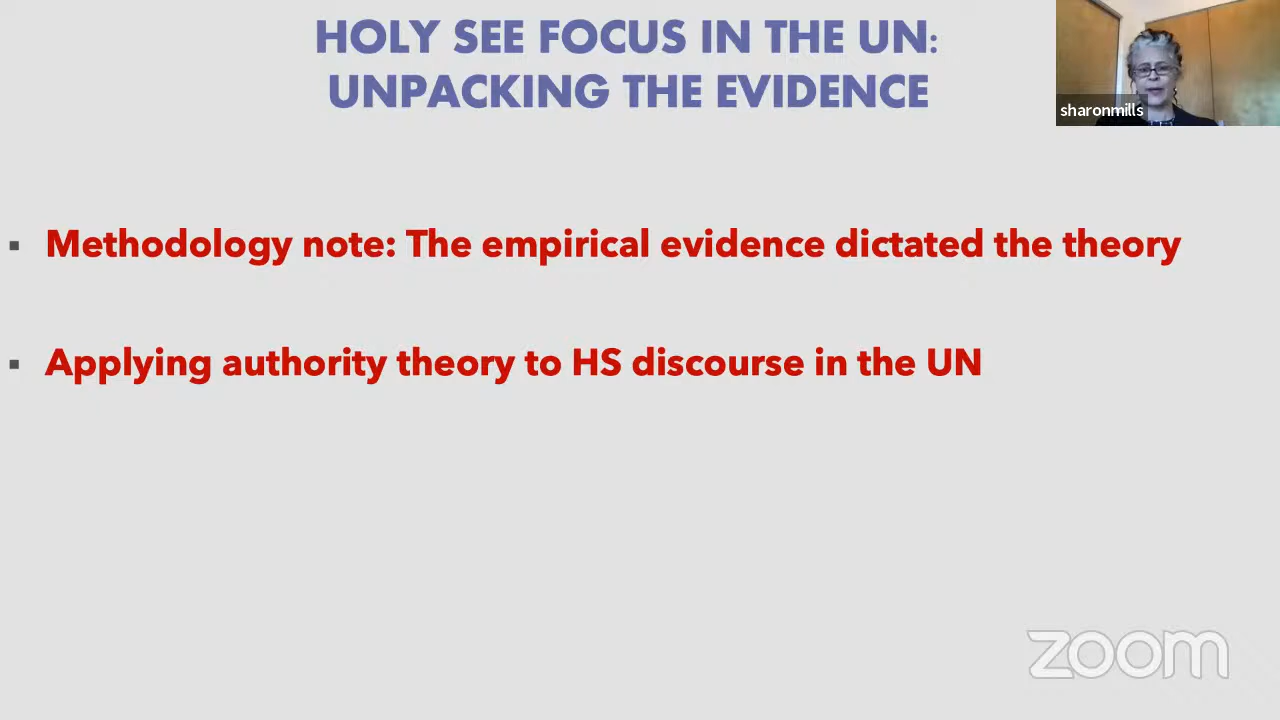 HOLY SEE FOCUS IN THE UN:
UNPACKING THE EVIDENCE
sharonmills
▪ Methodology note: The empirical evidence dictated the theory
▪ Applying authority theory to HS discourse in the UN
zoom